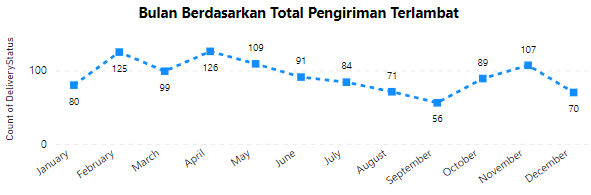 Bulan Berdasarkan Total Pengiriman Terlambat
Count of DeliveryStatus
100
0
80
125
99
126
109
91
84
71
56
89
107
70
January
February
March
April
May
June
July
August
September
October
November
December